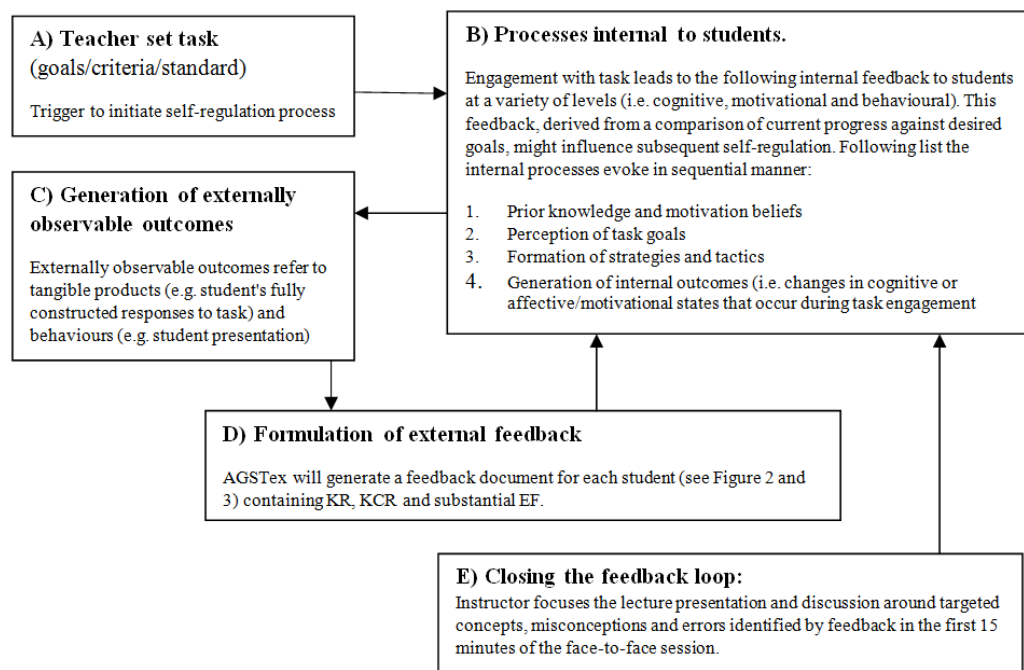 A) Teacher set task
(goals/criteria/standard)
Trigger to initiate self-regulation process
B) Processes internal to students.
Engagement with task leads to the following internal feedback to students
at a variety of levels (i.e. cognitive, motivational and behavioural). This
feedback, derived from a comparison of current progress against desired
goals, might influence subsequent self-regulation. Following list the
internal processes evoke in sequential manner:
1. Prior knowledge and motivation beliefs
2. Perception of task goals
3. Formation of strategies and tactics
4. Generation of internal outcomes (i.e. changes in cognitive or
affective/motivational states that occur during task engagement
C) Generation of externally
observable outcomes
Externally observable outcomes refer to
tangible products (e.g. student's fully
constructed responses to task) and
behaviours (e.g. student presentation)
D) Formulation of external feedback
AGSTex will generate a feedback document for each student (see Figure 2 and
3) containing KR, KCR and substantial EF.
E) Closing the feedback loop:
Instructor focuses the lecture presentation and discussion around targeted
concepts, misconceptions and errors identified by feedback in the first 15
minutes of the face-to-face session.